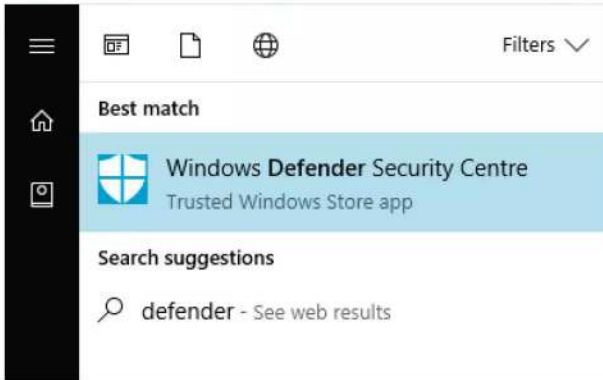 Filters
Best match
Windows Defender Security Centre
Trusted Windows Store app
Search suggestions
defender - See web results